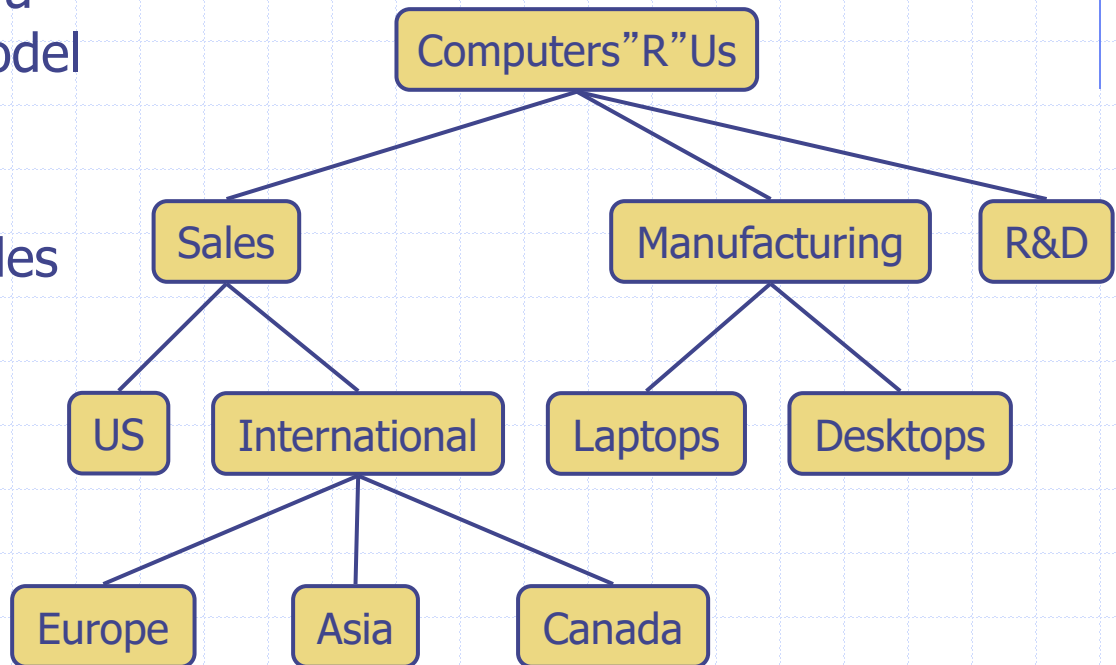 odel
Computers”R”Us
Sales
Manufacturing
R&D
les
US
International
Laptops
Desktops
Europe
Asia
Canada